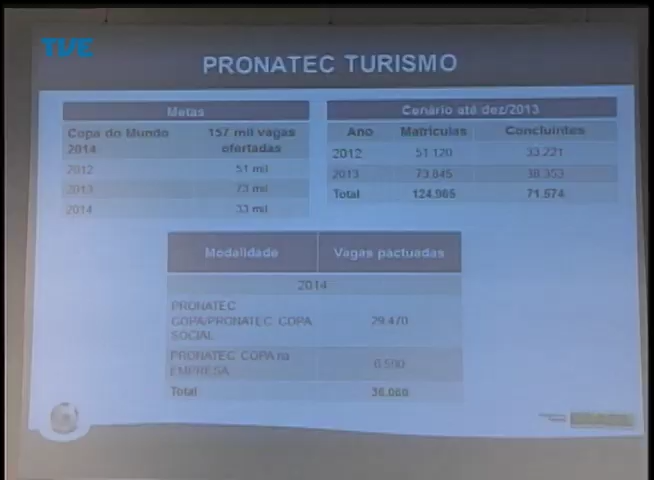 TVE
PRONATEC TURISMO
Metas
Copa do Mundo 2014 157 mil vagas ofertadas
2012 51 mil
2013 73 mil
2014 33 mil
Cenário até dez/2013
Ano Matrículas Concluintes
2012 51.120 33.221
2013 73.845 38.353
Total 124.965 71.574
Modalidade Vagas pactuadas
2014
PRONATEC COPA/PRONATEC COPA SOCIAL 29.470
PRONATEC COPA na EMPRESA 6.590
Total 36.060